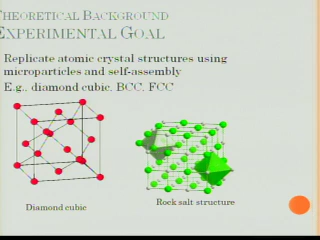 THEORETICAL BACKGROUND
EXPERIMENTAL GOAL
Replicate atomic crystal structures using
microparticles and self-assembly
E.g., diamond cubic, BCC, FCC
Diamond cubic
Rock salt structure